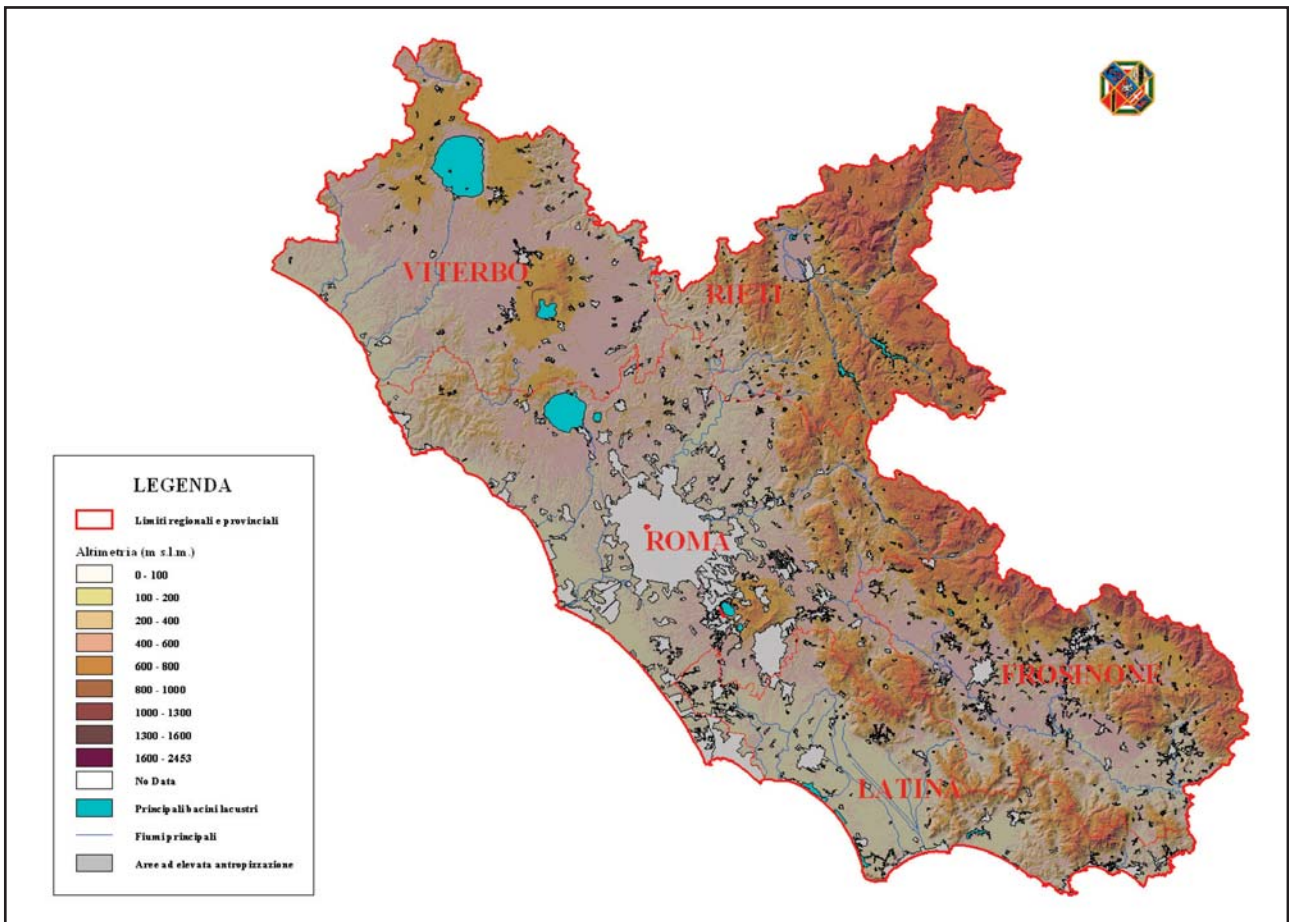 VITERBO
RIETI
ROMA
FROSINONE
LATINA
LEGENDA
Limiti regionali e provinciali
Altimetria (m s.l.m.)
0 - 100
100 - 200
200 - 400
400 - 600
600 - 800
800 - 1000
1000 - 1300
1300 - 1600
1600 - 2453
No Data
Principali bacini lacustri
Fiumi principali
Aree ad elevata antropizzazione